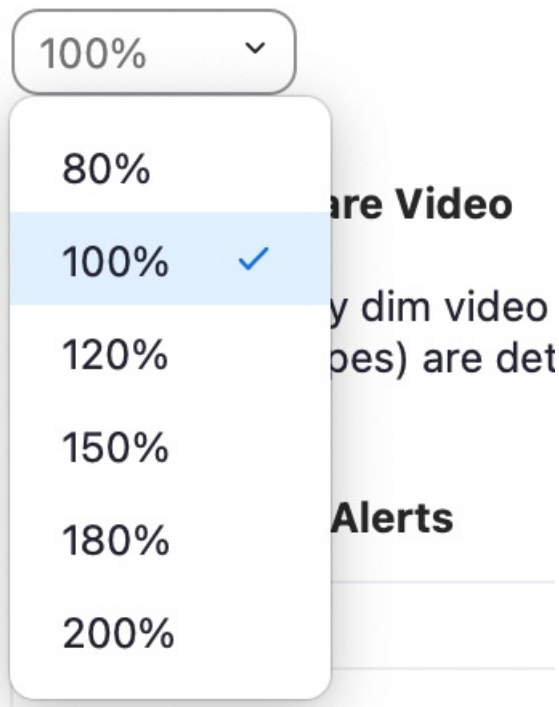 100%
80%
are Video
100%
y dim video
120%
pes) are det
150%
Alerts
180%
200%